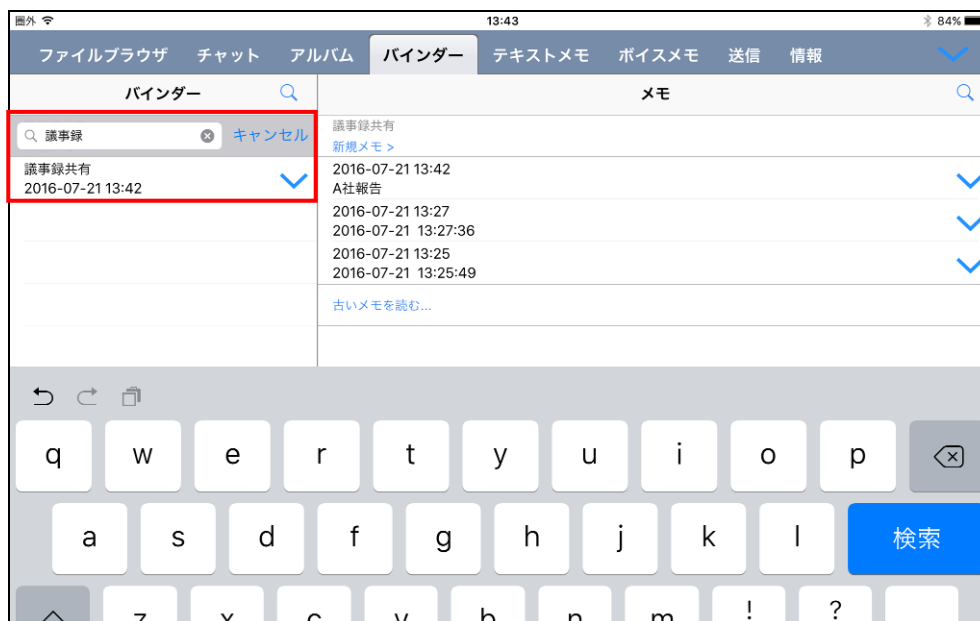 圏外 13:43 84%
ファイルブラウザ チャット アルバム バインダー テキストメモ ボイスメモ 送信 情報
バインダー
議事録 キャンセル
議事録共有
2016-07-21 13:42
メモ
議事録共有
新規メモ >
2016-07-21 13:42
A社報告
2016-07-21 13:27
2016-07-21 13:27:36
2016-07-21 13:25
2016-07-21 13:25:49
古いメモを読む...
q w e r t y u i o p
a s d f g h j k l 検索
z x c v b n m ! ?